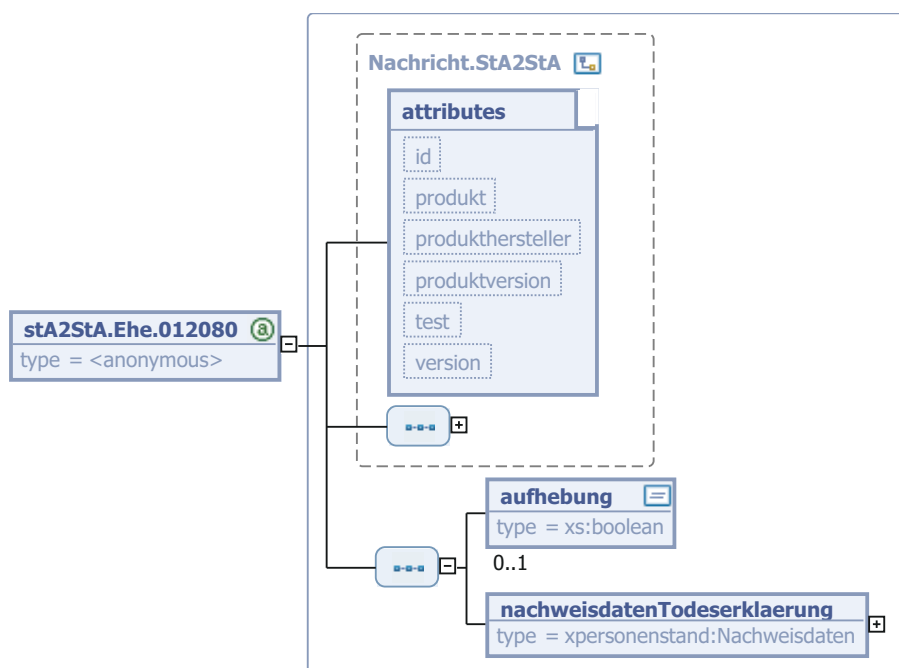 Nachricht.StA2StA
attributes
id
produkt
produkthersteller
produktversion
test
version
stA2StA.Ehe.012080 @
type = <anonymous>
aufhebung
type = xs:boolean
0..1
nachweisdatenTodeserklaerung
type = xpersonenstand:Nachweisdaten